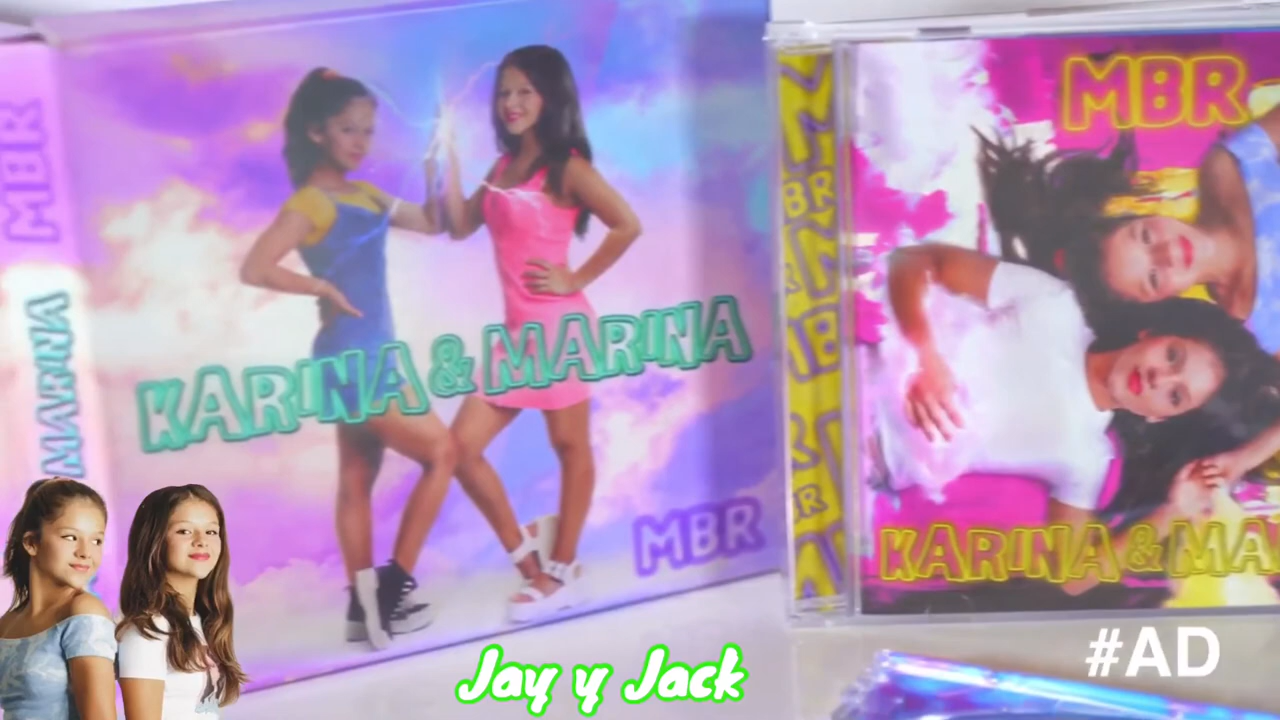 MBR
MARINA
KARINA & MARINA
MBR
MBR
KARINA & MA
Jay y Jack
#AD